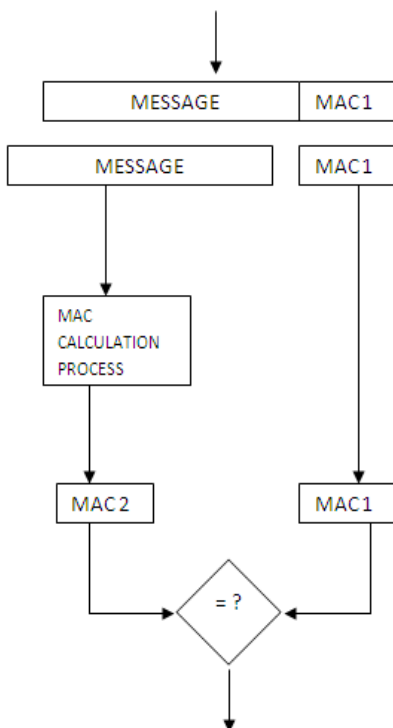 MESSAGE MAC1
MESSAGE MAC1
MAC
CALCULATION
PROCESS
MAC2 MAC1
= ?